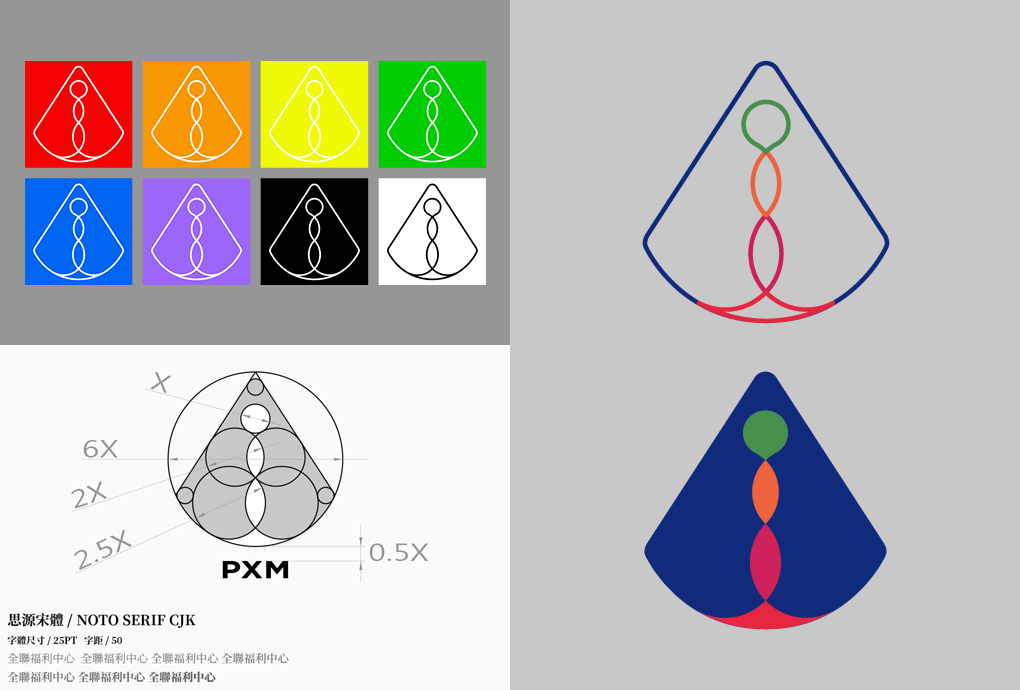 X
6X
2X
2.5X
0.5X
PXM
思源宋體 / NOTO SERIF CJK
字體尺寸 / 25PT 字距 / 50
全聯福利中心 全聯福利中心 全聯福利中心 全聯福利中心
全聯福利中心 全聯福利中心 全聯福利中心